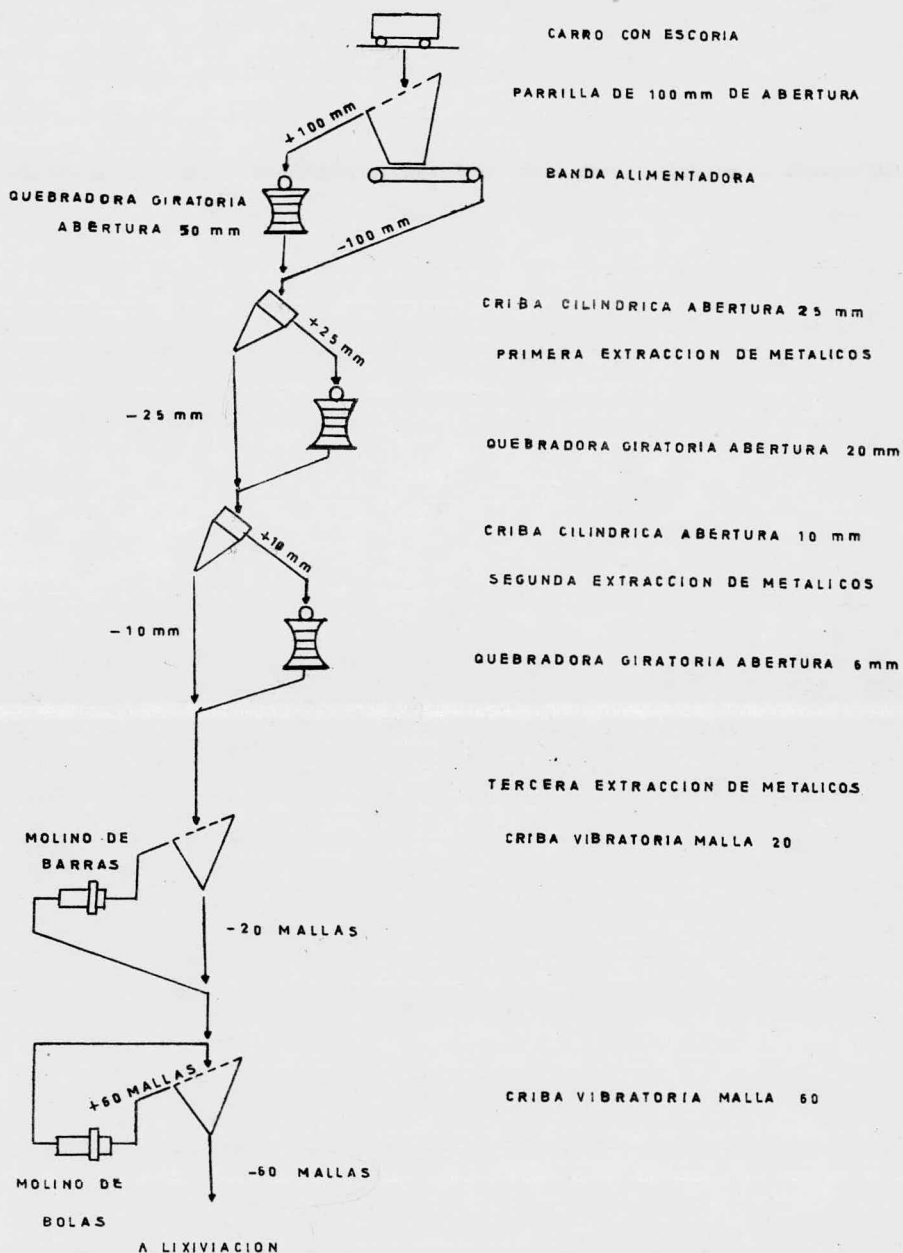 CARRO CON ESCORIA
PARRILLA DE 100 mm DE ABERTURA
+100 mm
BANDA ALIMENTADORA
QUEBRADORA GIRATORIA
ABERTURA 50 mm
-100 mm
CRIBA CILINDRICA ABERTURA 25 mm
+25 mm
PRIMERA EXTRACCION DE METALICOS
-25 mm
QUEBRADORA GIRATORIA ABERTURA 20 mm
CRIBA CILINDRICA ABERTURA 10 mm
+10 mm
SEGUNDA EXTRACCION DE METALICOS
-10 mm
QUEBRADORA GIRATORIA ABERTURA 6 mm
TERCERA EXTRACCION DE METALICOS
MOLINO DE
BARRAS
CRIBA VIBRATORIA MALLA 20
-20 MALLAS
+60 MALLAS
CRIBA VIBRATORIA MALLA 60
-60 MALLAS
MOLINO DE
BOLAS
A LIXIVIACION